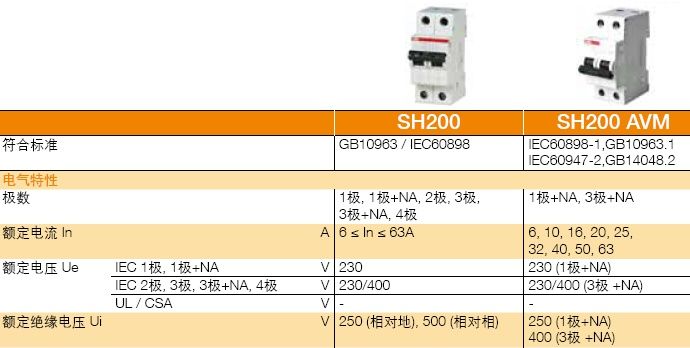 SH200 SH200 AVM
符合标准 GB10963 / IEC60898 IEC60898-1,GB10963.1
IEC60947-2,GB14048.2
电气特性
极数 1极, 1极+NA, 2极, 3极, 1极+NA, 3极+NA
3极+NA, 4极
额定电流 In A 6 ≤ In ≤ 63A 6, 10, 16, 20, 25,
32, 40, 50, 63
额定电压 Ue IEC 1极, 1极+NA V 230 230 (1极+NA)
IEC 2极, 3极, 3极+NA, 4极 V 230/400 230/400 (3极 +NA)
UL / CSA V - -
额定绝缘电压 Ui V 250 (相对地), 500 (相对相) 250 (1极+NA)
400 (3极 +NA)